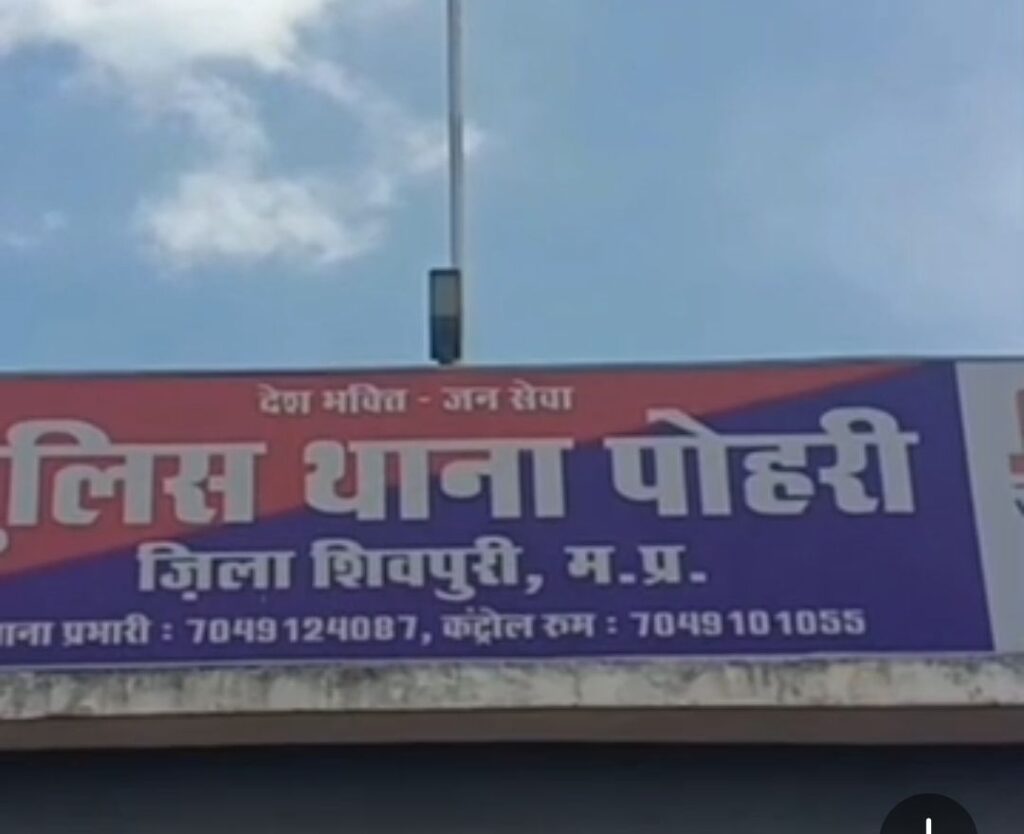 देश भक्ति - जन सेवा
पुलिस थाना पोहरी
ज़िला शिवपुरी, म.प्र.
थाना प्रभारी : 7049124087, कंट्रोल रुम : 7049101055